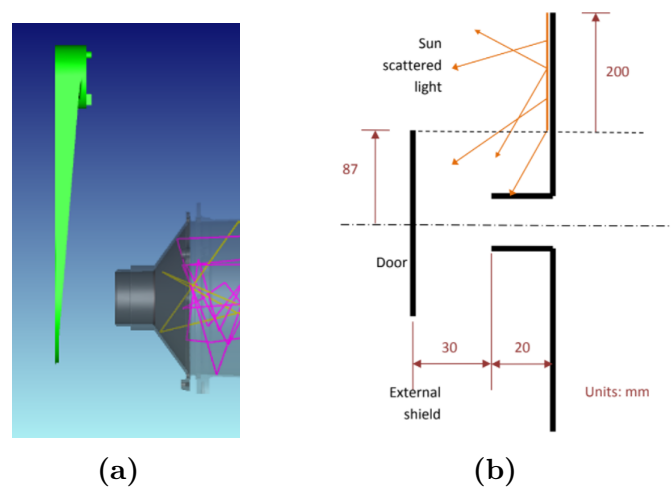 Sun
scattered
light
200
87
Door
30
20
External
shield
Units: mm
(a)
(b)